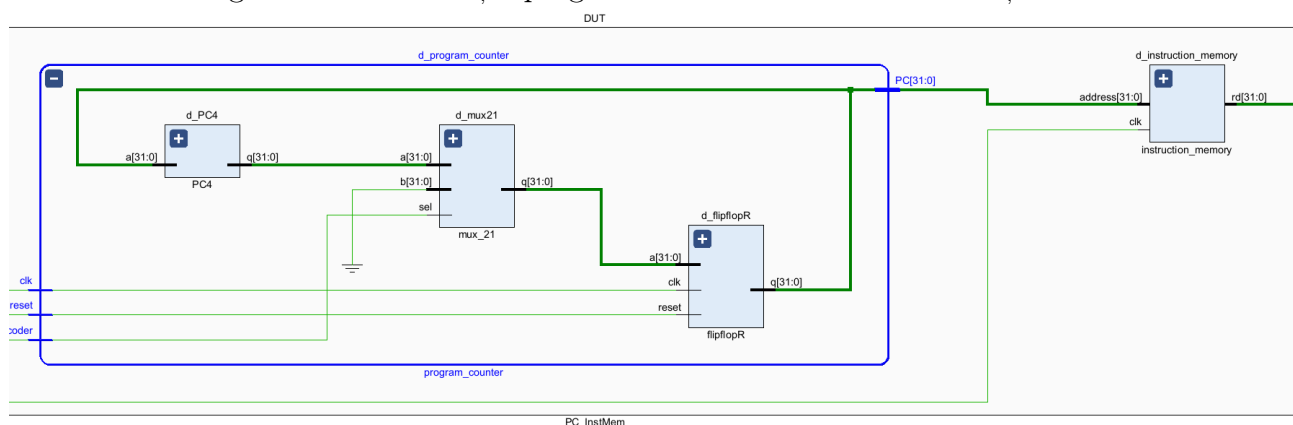 DUT
d_program_counter
PC[31:0]
d_instruction_memory
address[31:0]
rd[31:0]
clk
instruction_memory
d_PC4
a[31:0]
q[31:0]
PC4
d_mux21
a[31:0]
b[31:0]
sel
q[31:0]
mux_21
d_flipflopR
a[31:0]
clk
reset
q[31:0]
flipflopR
clk
reset
coder
program_counter
PC_InstMem